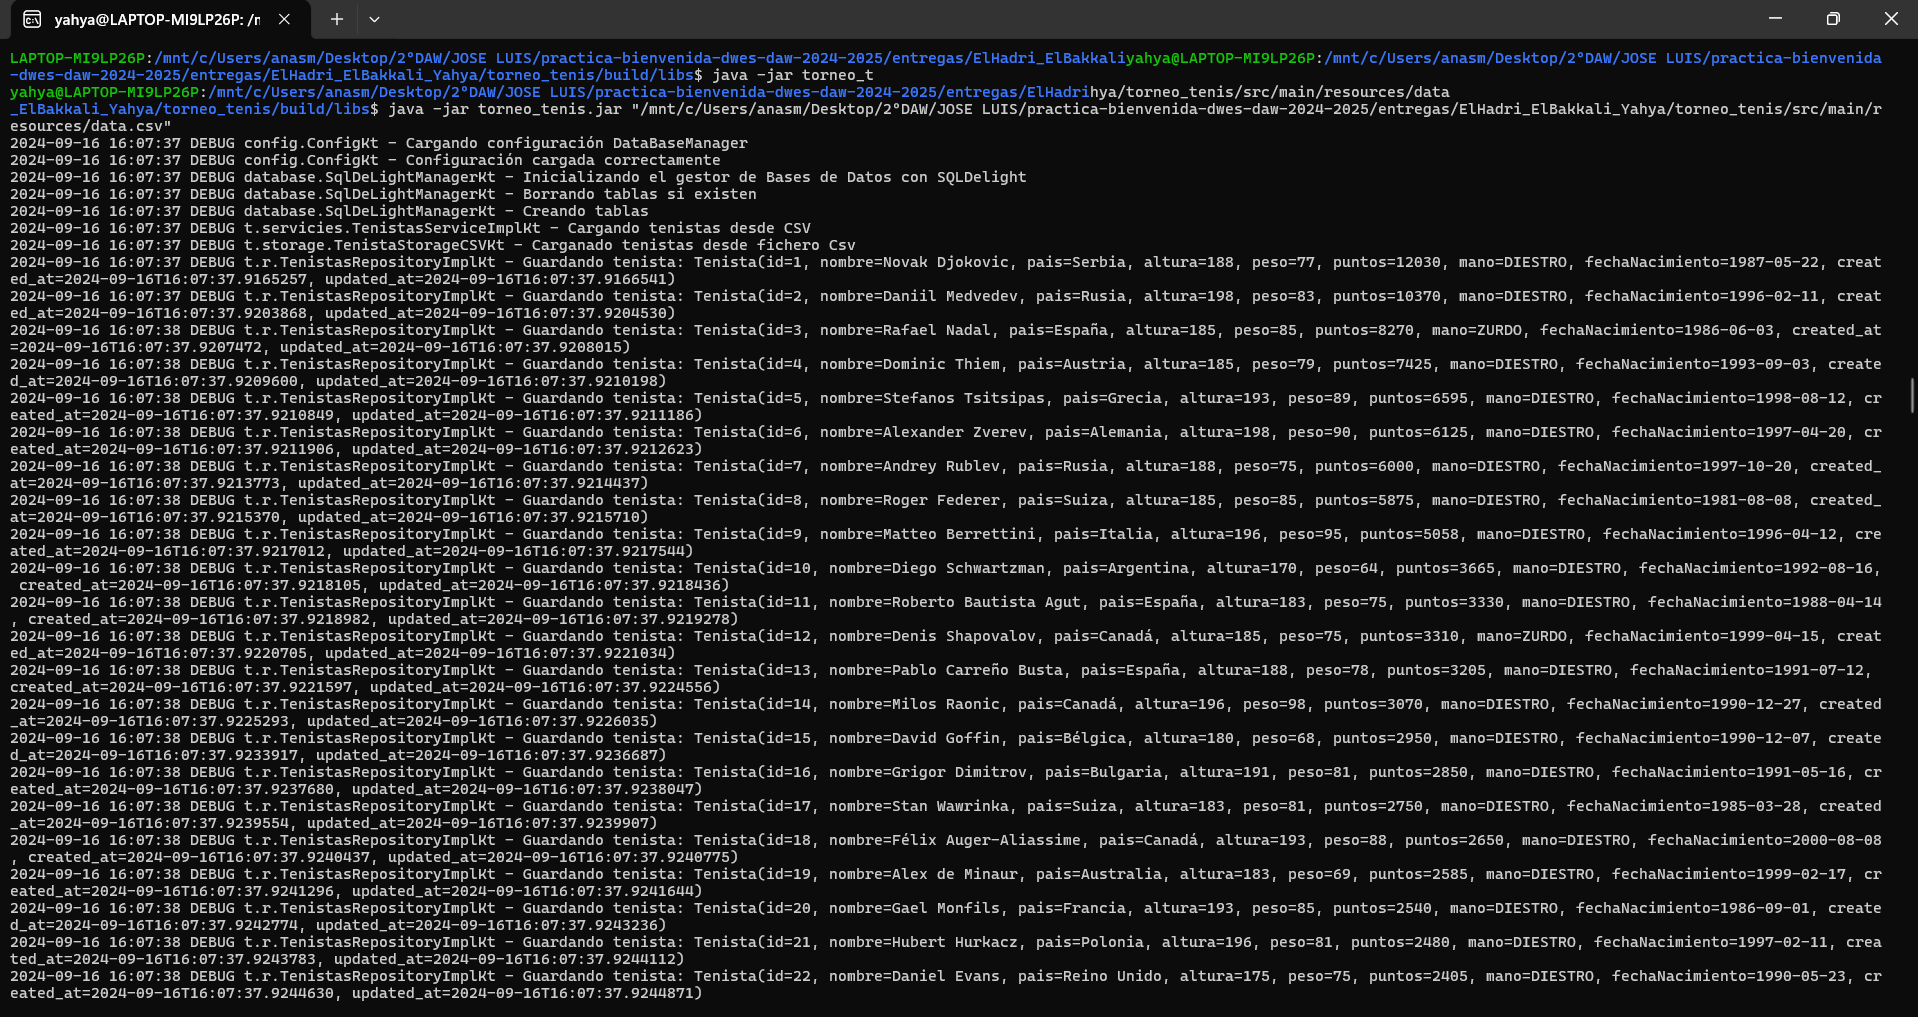 yahya@LAPTOP-MI9LP26P: /n
LAPTOP-MI9LP26P:/mnt/c/Users/anasm/Desktop/2ºDAW/JOSE LUIS/practica-bienvenida-dwes-daw-2024-2025/entregas/ElHadri_ElBakkaliyahya@LAPTOP-MI9LP26P:/mnt/c/Users/anasm/Desktop/2ºDAW/JOSE LUIS/practica-bienvenida
-dwes-daw-2024-2025/entregas/ElHadri_ElBakkali_Yahya/torneo_tenis/build/libs$ java -jar torneo_t
yahya@LAPTOP-MI9LP26P:/mnt/c/Users/anasm/Desktop/2ºDAW/JOSE LUIS/practica-bienvenida-dwes-daw-2024-2025/entregas/ElHadrihya/torneo_tenis/src/main/resources/data
_ElBakkali_Yahya/torneo_tenis/build/libs$ java -jar torneo_tenis.jar "/mnt/c/Users/anasm/Desktop/2ºDAW/JOSE LUIS/practica-bienvenida-dwes-daw-2024-2025/entregas/ElHadri_ElBakkali_Yahya/torneo_tenis/src/main/r
esources/data.csv"
2024-09-16 16:07:37 DEBUG config.ConfigKt - Cargando configuración DataBaseManager
2024-09-16 16:07:37 DEBUG config.ConfigKt - Configuración cargada correctamente
2024-09-16 16:07:37 DEBUG database.SqlDeLightManagerKt - Inicializando el gestor de Bases de Datos con SQLDelight
2024-09-16 16:07:37 DEBUG database.SqlDeLightManagerKt - Borrando tablas si existen
2024-09-16 16:07:37 DEBUG database.SqlDeLightManagerKt - Creando tablas
2024-09-16 16:07:37 DEBUG t.servicies.TenistasServiceImplKt - Cargando tenistas desde CSV
2024-09-16 16:07:37 DEBUG t.storage.TenistaStorageCSVKt - Carganado tenistas desde fichero Csv
2024-09-16 16:07:37 DEBUG t.r.TenistasRepositoryImplKt - Guardando tenista: Tenista(id=1, nombre=Novak Djokovic, pais=Serbia, altura=188, peso=77, puntos=12030, mano=DIESTRO, fechaNacimiento=1987-05-22, creat
ed_at=2024-09-16T16:07:37.9165257, updated_at=2024-09-16T16:07:37.9166541)
2024-09-16 16:07:37 DEBUG t.r.TenistasRepositoryImplKt - Guardando tenista: Tenista(id=2, nombre=Daniil Medvedev, pais=Rusia, altura=198, peso=83, puntos=10370, mano=DIESTRO, fechaNacimiento=1996-02-11, creat
ed_at=2024-09-16T16:07:37.9203868, updated_at=2024-09-16T16:07:37.9204530)
2024-09-16 16:07:38 DEBUG t.r.TenistasRepositoryImplKt - Guardando tenista: Tenista(id=3, nombre=Rafael Nadal, pais=España, altura=185, peso=85, puntos=8270, mano=ZURDO, fechaNacimiento=1986-06-03, created_at
=2024-09-16T16:07:37.9207472, updated_at=2024-09-16T16:07:37.9208015)
2024-09-16 16:07:38 DEBUG t.r.TenistasRepositoryImplKt - Guardando tenista: Tenista(id=4, nombre=Dominic Thiem, pais=Austria, altura=185, peso=79, puntos=7425, mano=DIESTRO, fechaNacimiento=1993-09-03, create
d_at=2024-09-16T16:07:37.9209600, updated_at=2024-09-16T16:07:37.9210198)
2024-09-16 16:07:38 DEBUG t.r.TenistasRepositoryImplKt - Guardando tenista: Tenista(id=5, nombre=Stefanos Tsitsipas, pais=Grecia, altura=193, peso=89, puntos=6595, mano=DIESTRO, fechaNacimiento=1998-08-12, cr
eated_at=2024-09-16T16:07:37.9210849, updated_at=2024-09-16T16:07:37.9211186)
2024-09-16 16:07:38 DEBUG t.r.TenistasRepositoryImplKt - Guardando tenista: Tenista(id=6, nombre=Alexander Zverev, pais=Alemania, altura=198, peso=90, puntos=6125, mano=DIESTRO, fechaNacimiento=1997-04-20, cr
eated_at=2024-09-16T16:07:37.9211906, updated_at=2024-09-16T16:07:37.9212623)
2024-09-16 16:07:38 DEBUG t.r.TenistasRepositoryImplKt - Guardando tenista: Tenista(id=7, nombre=Andrey Rublev, pais=Rusia, altura=188, peso=75, puntos=6000, mano=DIESTRO, fechaNacimiento=1997-10-20, created_
at=2024-09-16T16:07:37.9213773, updated_at=2024-09-16T16:07:37.9214437)
2024-09-16 16:07:38 DEBUG t.r.TenistasRepositoryImplKt - Guardando tenista: Tenista(id=8, nombre=Roger Federer, pais=Suiza, altura=185, peso=85, puntos=5875, mano=DIESTRO, fechaNacimiento=1981-08-08, created_
at=2024-09-16T16:07:37.9215370, updated_at=2024-09-16T16:07:37.9215710)
2024-09-16 16:07:38 DEBUG t.r.TenistasRepositoryImplKt - Guardando tenista: Tenista(id=9, nombre=Matteo Berrettini, pais=Italia, altura=196, peso=95, puntos=5058, mano=DIESTRO, fechaNacimiento=1996-04-12, cre
ated_at=2024-09-16T16:07:37.9217012, updated_at=2024-09-16T16:07:37.9217544)
2024-09-16 16:07:38 DEBUG t.r.TenistasRepositoryImplKt - Guardando tenista: Tenista(id=10, nombre=Diego Schwartzman, pais=Argentina, altura=170, peso=64, puntos=3665, mano=DIESTRO, fechaNacimiento=1992-08-16,
created_at=2024-09-16T16:07:37.9218105, updated_at=2024-09-16T16:07:37.9218436)
2024-09-16 16:07:38 DEBUG t.r.TenistasRepositoryImplKt - Guardando tenista: Tenista(id=11, nombre=Roberto Bautista Agut, pais=España, altura=183, peso=75, puntos=3330, mano=DIESTRO, fechaNacimiento=1988-04-14
, created_at=2024-09-16T16:07:37.9218982, updated_at=2024-09-16T16:07:37.9219278)
2024-09-16 16:07:38 DEBUG t.r.TenistasRepositoryImplKt - Guardando tenista: Tenista(id=12, nombre=Denis Shapovalov, pais=Canadá, altura=185, peso=75, puntos=3310, mano=ZURDO, fechaNacimiento=1999-04-15, creat
ed_at=2024-09-16T16:07:37.9220705, updated_at=2024-09-16T16:07:37.9221034)
2024-09-16 16:07:38 DEBUG t.r.TenistasRepositoryImplKt - Guardando tenista: Tenista(id=13, nombre=Pablo Carreño Busta, pais=España, altura=188, peso=78, puntos=3205, mano=DIESTRO, fechaNacimiento=1991-07-12,
created_at=2024-09-16T16:07:37.9221597, updated_at=2024-09-16T16:07:37.9224556)
2024-09-16 16:07:38 DEBUG t.r.TenistasRepositoryImplKt - Guardando tenista: Tenista(id=14, nombre=Milos Raonic, pais=Canadá, altura=196, peso=98, puntos=3070, mano=DIESTRO, fechaNacimiento=1990-12-27, created
_at=2024-09-16T16:07:37.9225293, updated_at=2024-09-16T16:07:37.9226035)
2024-09-16 16:07:38 DEBUG t.r.TenistasRepositoryImplKt - Guardando tenista: Tenista(id=15, nombre=David Goffin, pais=Bélgica, altura=180, peso=68, puntos=2950, mano=DIESTRO, fechaNacimiento=1990-12-07, create
d_at=2024-09-16T16:07:37.9233917, updated_at=2024-09-16T16:07:37.9236687)
2024-09-16 16:07:38 DEBUG t.r.TenistasRepositoryImplKt - Guardando tenista: Tenista(id=16, nombre=Grigor Dimitrov, pais=Bulgaria, altura=191, peso=81, puntos=2850, mano=DIESTRO, fechaNacimiento=1991-05-16, cr
eated_at=2024-09-16T16:07:37.9237680, updated_at=2024-09-16T16:07:37.9238047)
2024-09-16 16:07:38 DEBUG t.r.TenistasRepositoryImplKt - Guardando tenista: Tenista(id=17, nombre=Stan Wawrinka, pais=Suiza, altura=183, peso=81, puntos=2750, mano=DIESTRO, fechaNacimiento=1985-03-28, created
_at=2024-09-16T16:07:37.9239554, updated_at=2024-09-16T16:07:37.9239907)
2024-09-16 16:07:38 DEBUG t.r.TenistasRepositoryImplKt - Guardando tenista: Tenista(id=18, nombre=Félix Auger-Aliassime, pais=Canadá, altura=193, peso=88, puntos=2650, mano=DIESTRO, fechaNacimiento=2000-08-08
, created_at=2024-09-16T16:07:37.9240437, updated_at=2024-09-16T16:07:37.9240775)
2024-09-16 16:07:38 DEBUG t.r.TenistasRepositoryImplKt - Guardando tenista: Tenista(id=19, nombre=Alex de Minaur, pais=Australia, altura=183, peso=69, puntos=2585, mano=DIESTRO, fechaNacimiento=1999-02-17, cr
eated_at=2024-09-16T16:07:37.9241296, updated_at=2024-09-16T16:07:37.9241644)
2024-09-16 16:07:38 DEBUG t.r.TenistasRepositoryImplKt - Guardando tenista: Tenista(id=20, nombre=Gael Monfils, pais=Francia, altura=193, peso=85, puntos=2540, mano=DIESTRO, fechaNacimiento=1986-09-01, create
d_at=2024-09-16T16:07:37.9242774, updated_at=2024-09-16T16:07:37.9243236)
2024-09-16 16:07:38 DEBUG t.r.TenistasRepositoryImplKt - Guardando tenista: Tenista(id=21, nombre=Hubert Hurkacz, pais=Polonia, altura=196, peso=81, puntos=2480, mano=DIESTRO, fechaNacimiento=1997-02-11, crea
ted_at=2024-09-16T16:07:37.9243783, updated_at=2024-09-16T16:07:37.9244112)
2024-09-16 16:07:38 DEBUG t.r.TenistasRepositoryImplKt - Guardando tenista: Tenista(id=22, nombre=Daniel Evans, pais=Reino Unido, altura=175, peso=75, puntos=2405, mano=DIESTRO, fechaNacimiento=1990-05-23, cr
eated_at=2024-09-16T16:07:37.9244630, updated_at=2024-09-16T16:07:37.9244871)